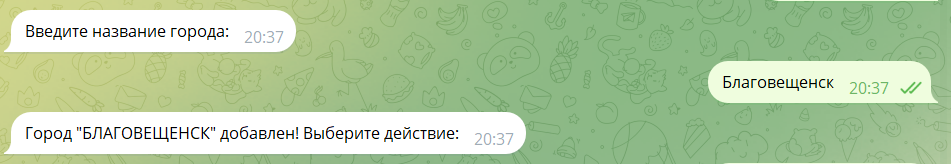 Введите название города: 20:37
Благовещенск 20:37
Город "БЛАГОВЕЩЕНСК" добавлен! Выберите действие: 20:37